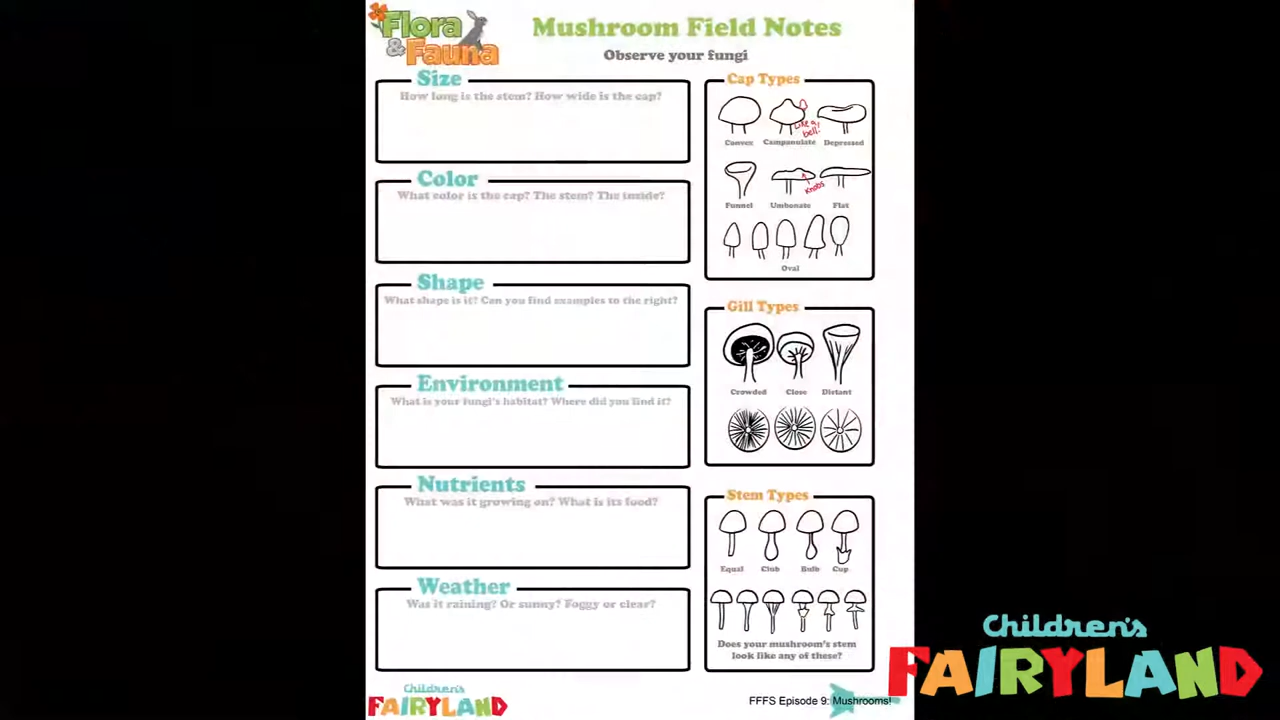 Flora
& Fauna
Mushroom Field Notes
Observe your fungi
Size
How long is the stem? How wide is the cap?
Color
What color is the cap? The stem? The inside?
Shape
What shape is it? Can you find examples to the right?
Environment
What is your fungi's habitat? Where did you find it?
Nutrients
What was it growing on? What is its food?
Weather
Was it raining? Or sunny? Foggy or clear?
Cap Types
Like a
bell!
Convex Campanulate Depressed
Knobs
Funnel Umbonate Flat
Oval
Gill Types
Crowded Close Distant
Stem Types
Equal Club Bulb Cup
Does your mushroom's stem
look like any of these?
Children's
FAIRYLAND
FFFS Episode 9: Mushrooms!
Children's
FAIRYLAND